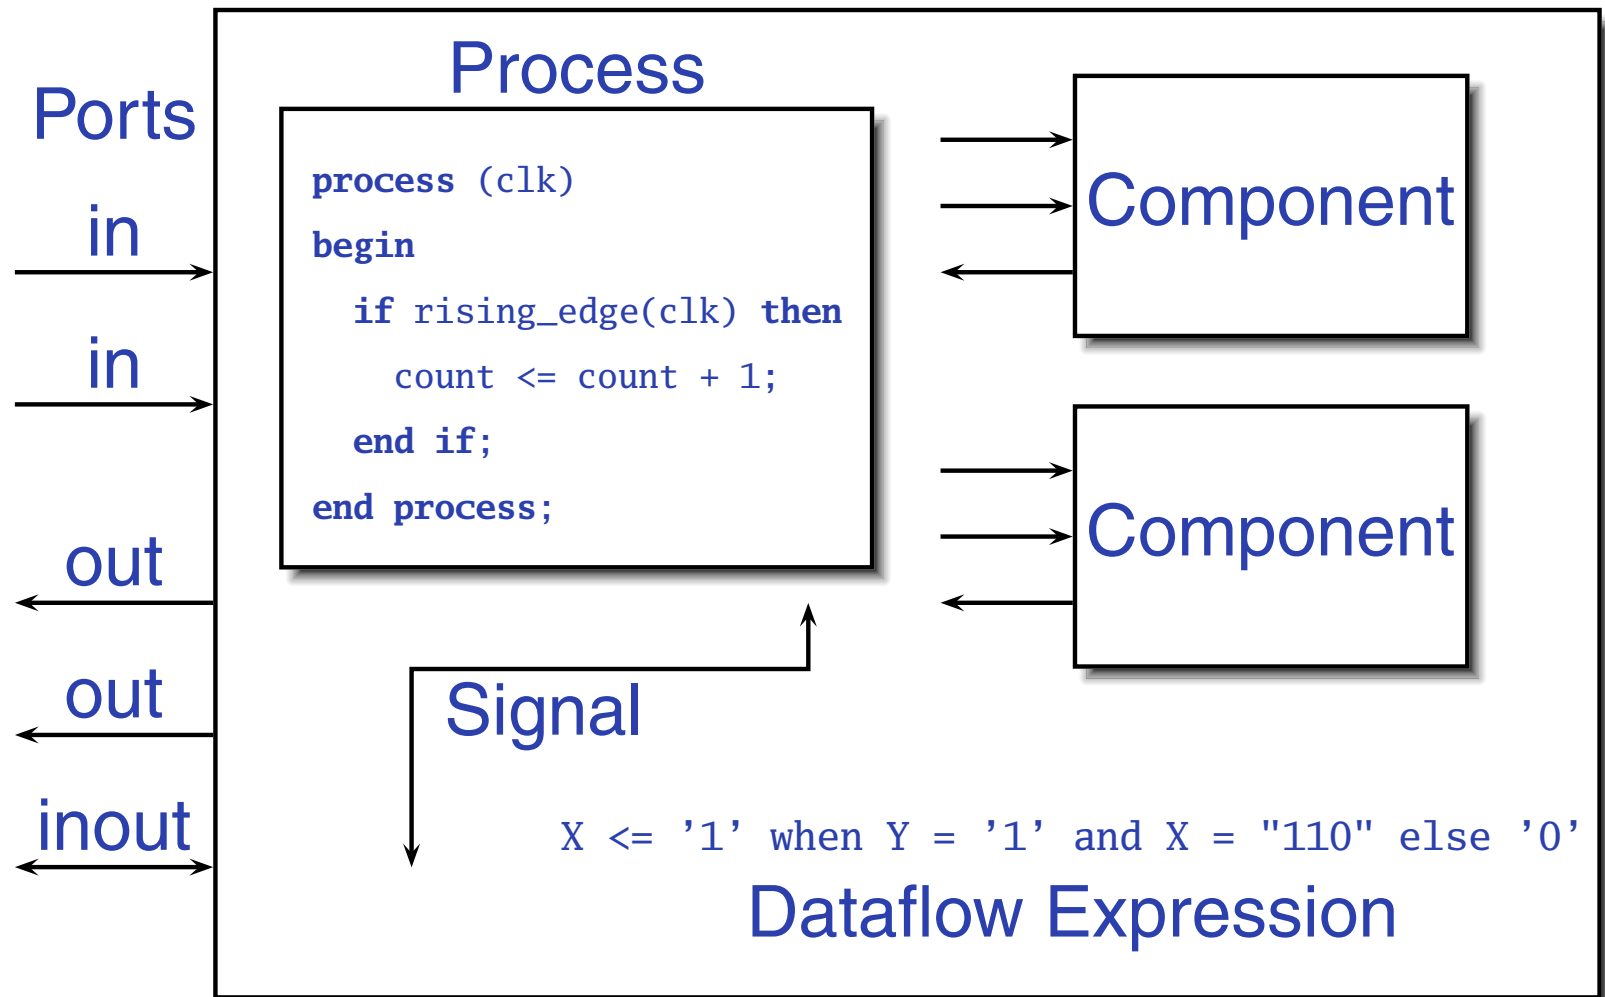 Ports
in
in
out
out
inout
Process
process (clk)
begin
  if rising_edge(clk) then
    count <= count + 1;
  end if;
end process;
Component
Component
Signal
X <= ’1’ when Y = ’1’ and X = "110" else ’0’
Dataflow Expression